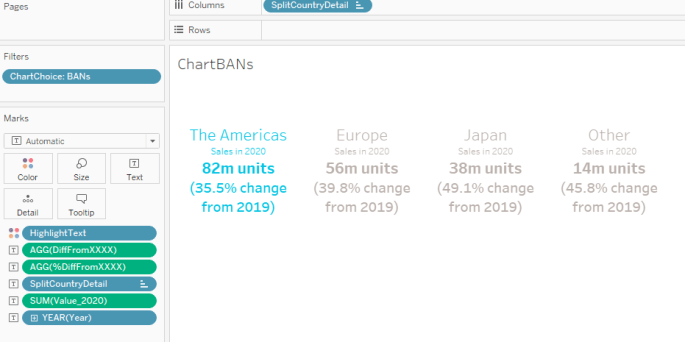 Pages
Columns
SplitCountryDetail
Rows
Filters
ChartChoice: BANs
Marks
T Automatic
Color
Size
T
Text
Detail
Tooltip
HighlightText
T AGG(DiffFromXXXX)
T AGG(%DiffFromXXXX)
T SplitCountryDetail
T SUM(Value_2020)
T YEAR(Year)
ChartBANs
The Americas
Sales in 2020
82m units
(35.5% change
from 2019)
Europe
Sales in 2020
56m units
(39.8% change
from 2019)
Japan
Sales in 2020
38m units
(49.1% change
from 2019)
Other
Sales in 2020
14m units
(45.8% change
from 2019)